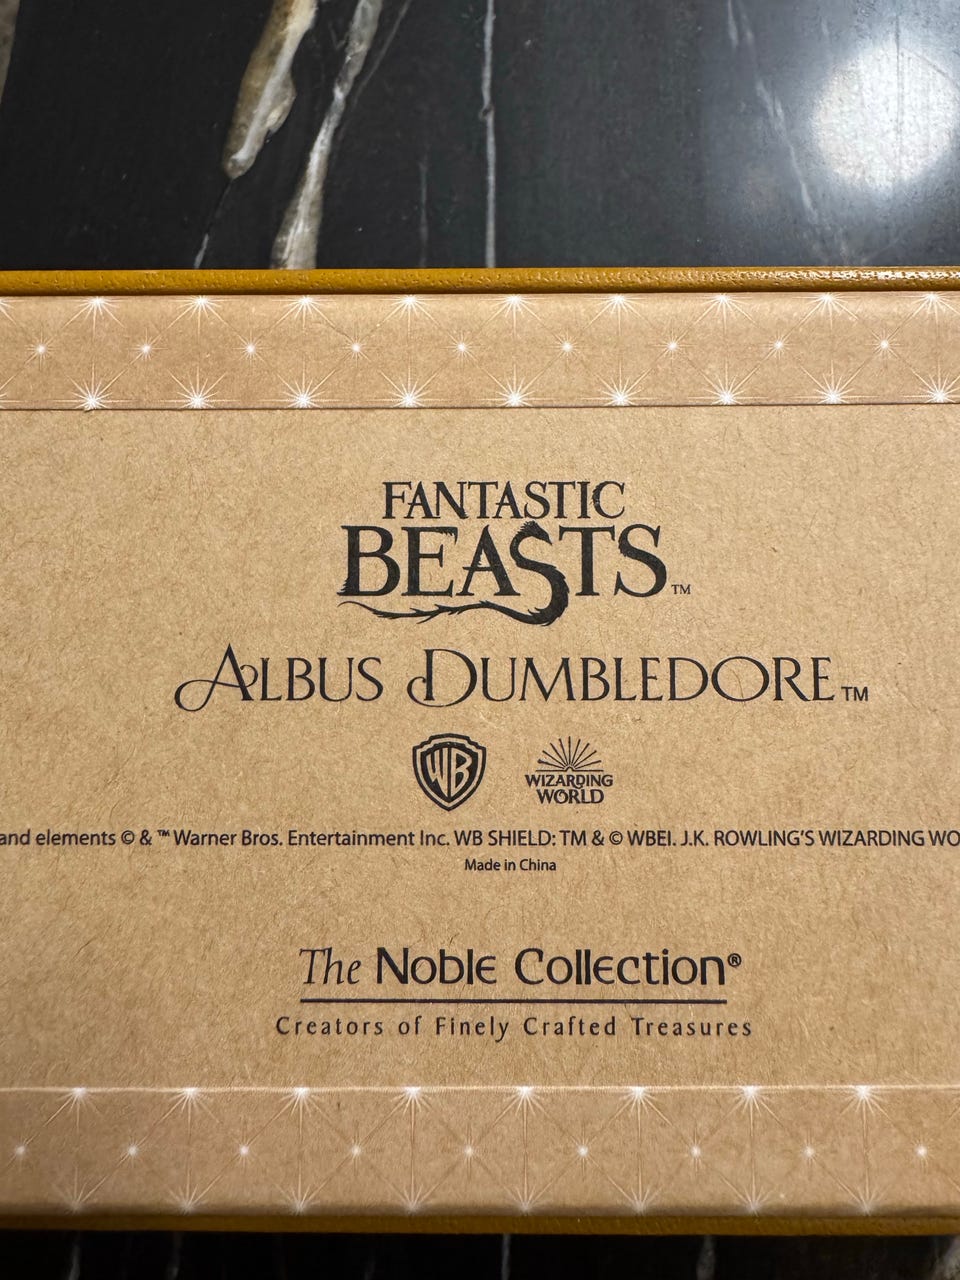 FANTASTIC
BEASTS™
ALBUS DUMBLEDORE™
WB
WIZARDING
WORLD
and elements © & ™ Warner Bros. Entertainment Inc. WB SHIELD: TM & © WBEI. J.K. ROWLING'S WIZARDING
Made in China
The Noble Collection®
Creators of Finely Crafted Treasures